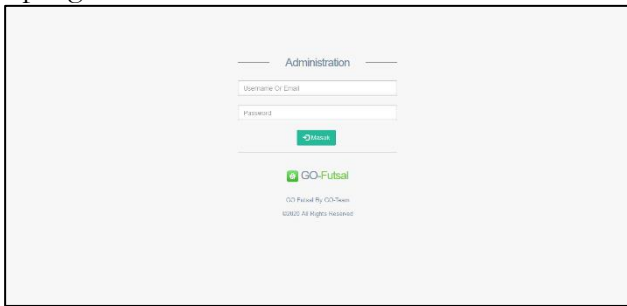 Administration
Username Or Email
Password
Masuk
GO-Futsal
GO Futsal By GO-Team
©2020 All Rights Reserved